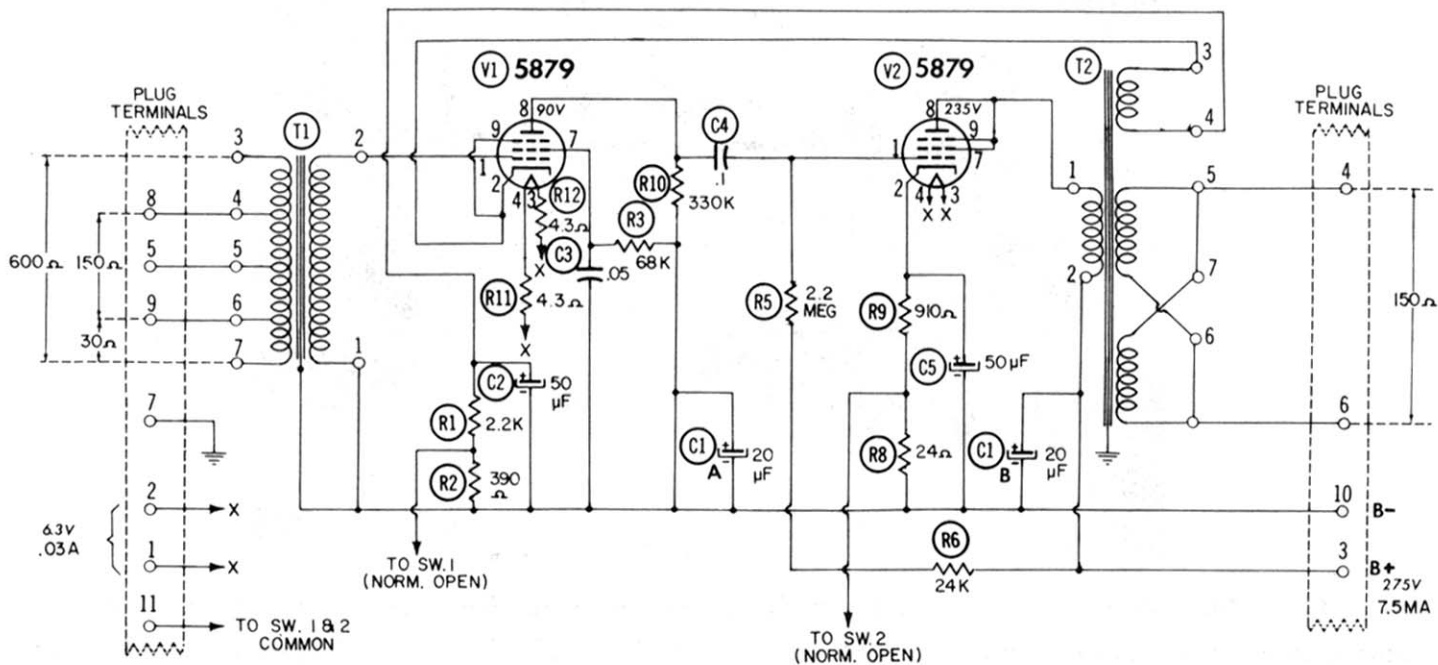 V1 5879
V2 5879
T2
3
4
PLUG
TERMINALS
PLUG
TERMINALS
T1
3
2
8 90V
9
7
1
2
4 3
R12
4.3Ω
X
C4
.1
8 235V
9
1
7
2
4 3
X X
R10
330K
R3
68K
C3
.05
R11
4.3Ω
X
8
4
5
5
9
6
7
600Ω
150Ω
30Ω
1
1
2
5
7
6
4
6
150Ω
R5
2.2
MEG
R9
910Ω
C5
+
-
50µF
C2
+
-
50
µF
R1
2.2K
R2
390
Ω
C1
A
+
-
20
µF
R8
24Ω
C1
B
+
-
20
µF
7
2
X
6.3V
.03A
1
X
11
TO SW. 1 & 2
COMMON
TO SW.1
(NORM. OPEN)
R6
24K
TO SW.2
(NORM. OPEN)
10
B-
3
B+
275V
7.5MA